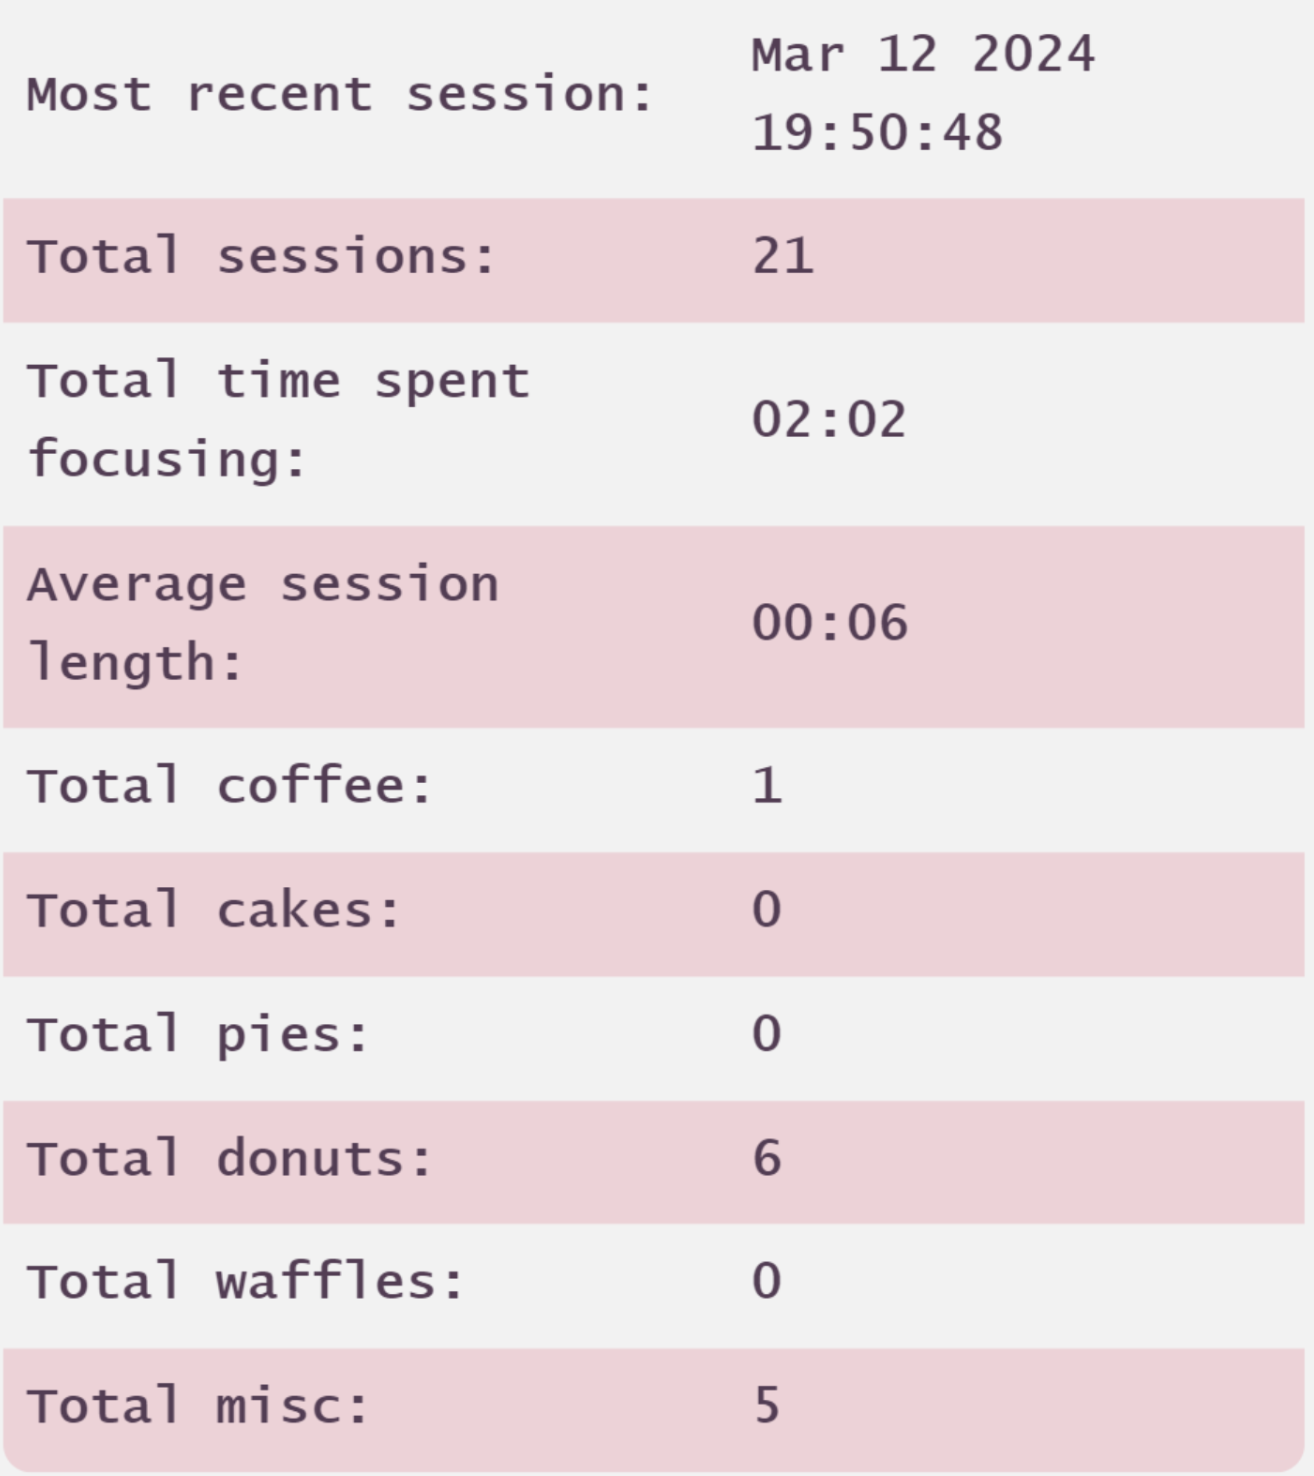 Most recent session: Mar 12 2024
19:50:48
Total sessions: 21
Total time spent
focusing: 02:02
Average session
length: 00:06
Total coffee: 1
Total cakes: 0
Total pies: 0
Total donuts: 6
Total waffles: 0
Total misc: 5